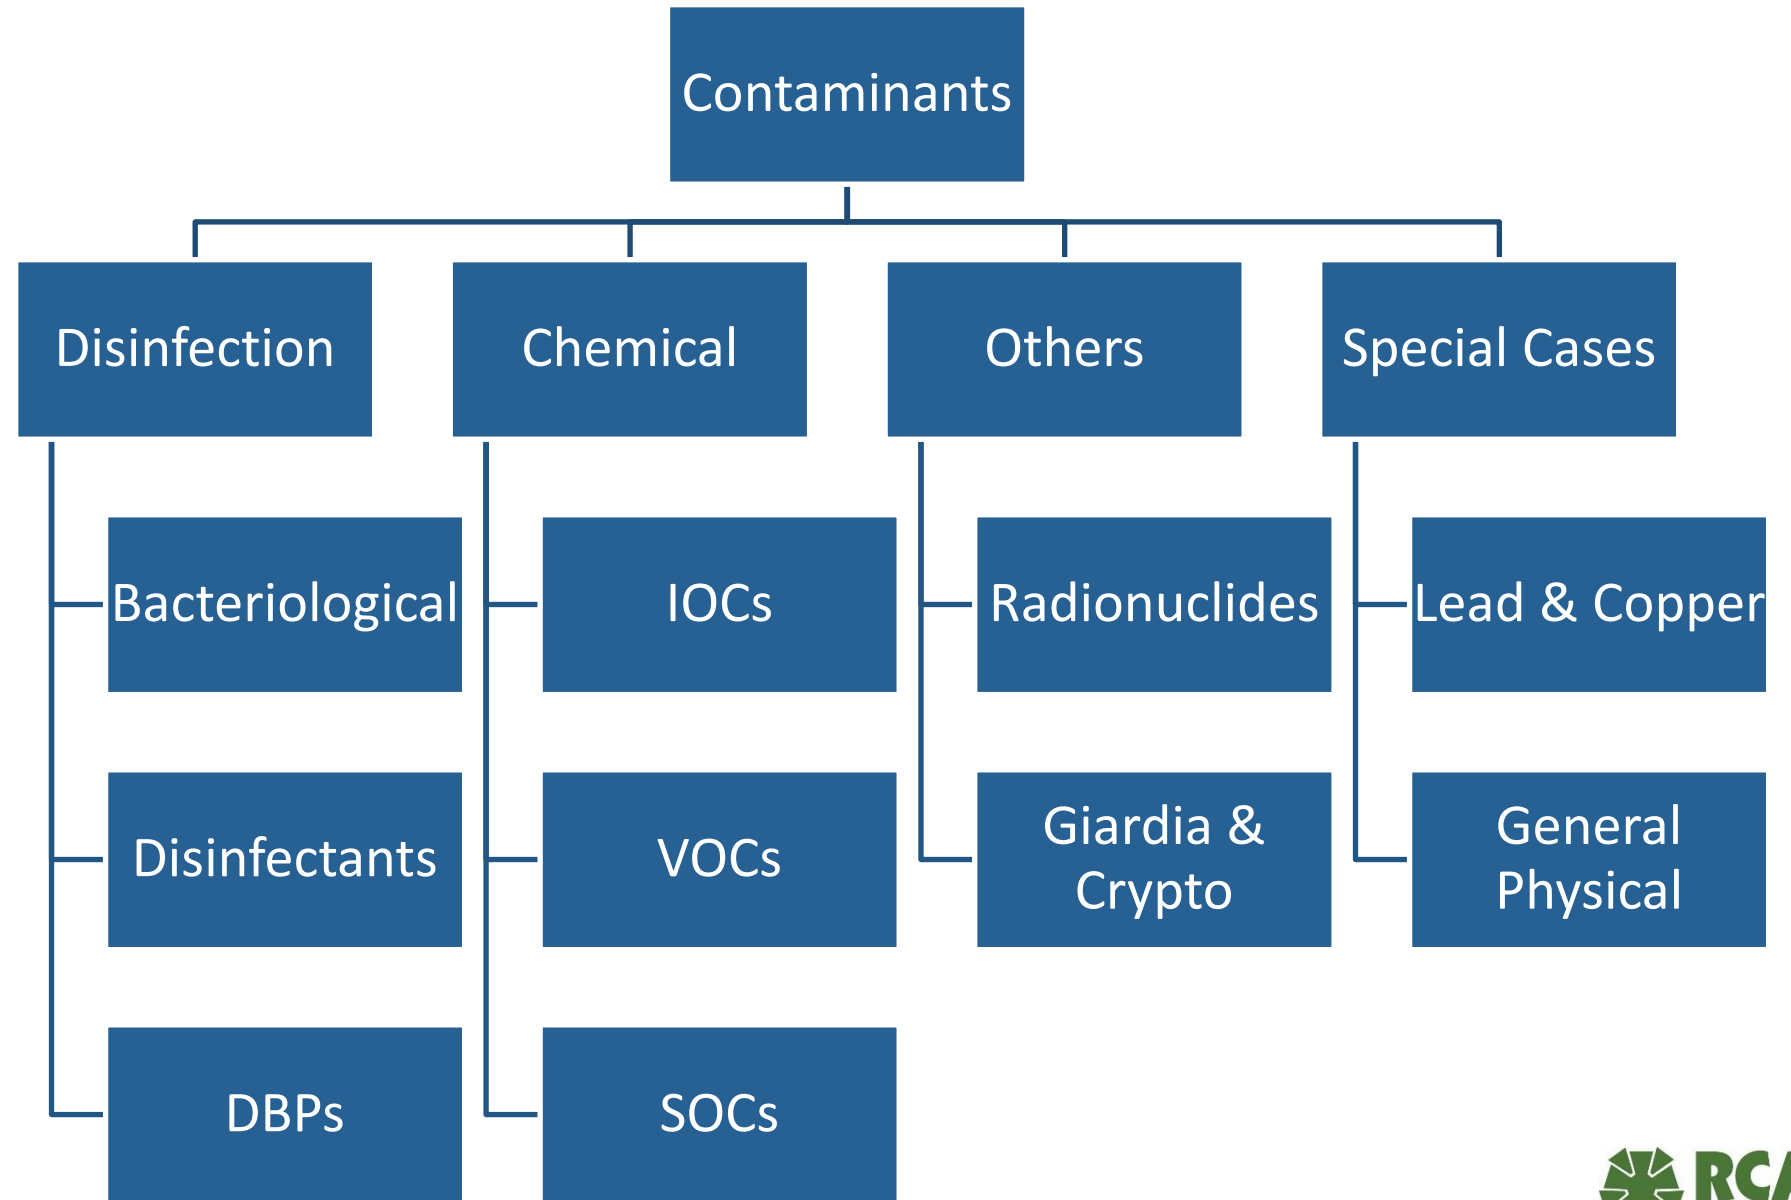 Contaminants
Disinfection
Chemical
Others
Special Cases
Bacteriological
IOCs
Radionuclides
Lead & Copper
Disinfectants
VOCs
Giardia &
Crypto
General
Physical
DBPs
SOCs